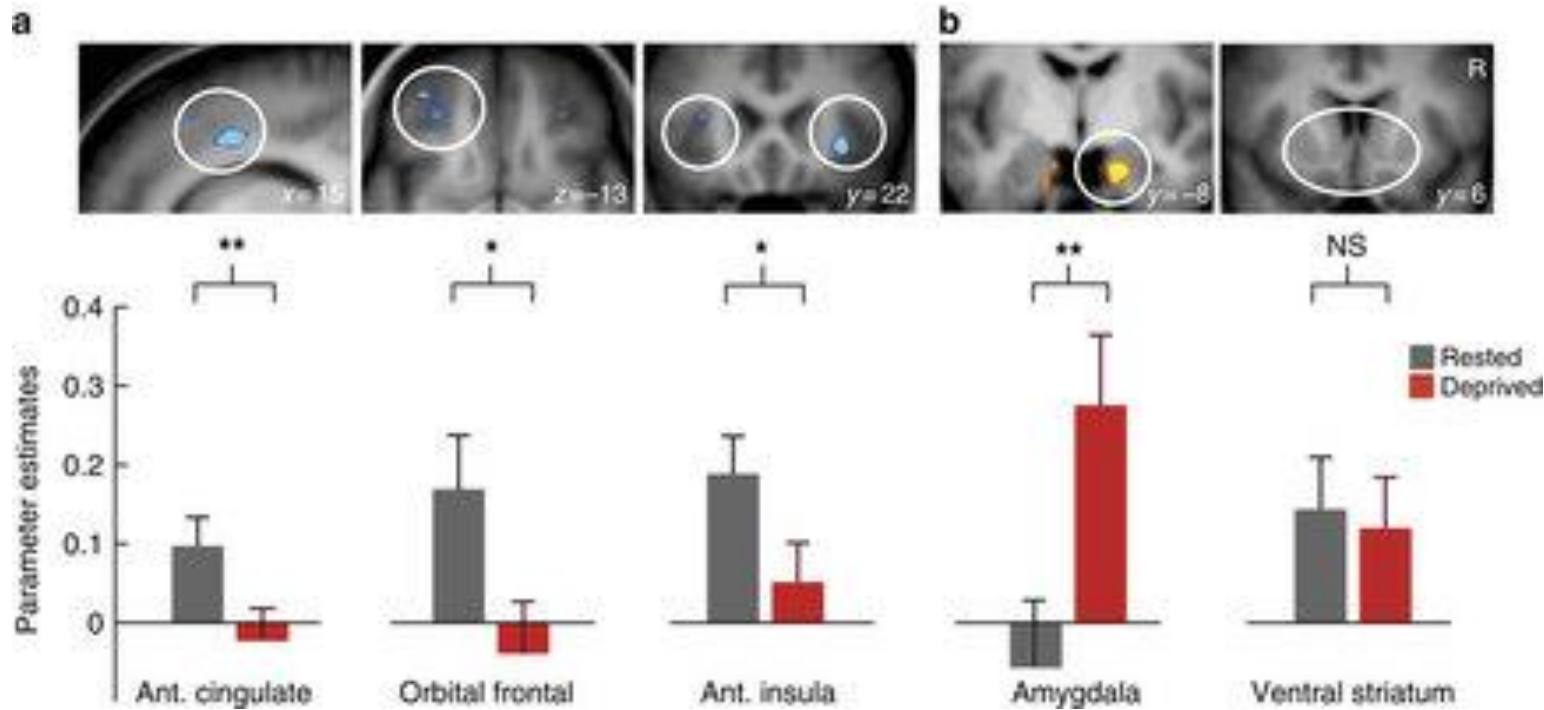 a
b
x = 15
z = −13
y = 22
y = −8
R
y = 6
** * * ** NS
0.4
0.3
0.2
0.1
0
Parameter estimates
Rested
Deprived
Ant. cingulate
Orbital frontal
Ant. insula
Amygdala
Ventral striatum